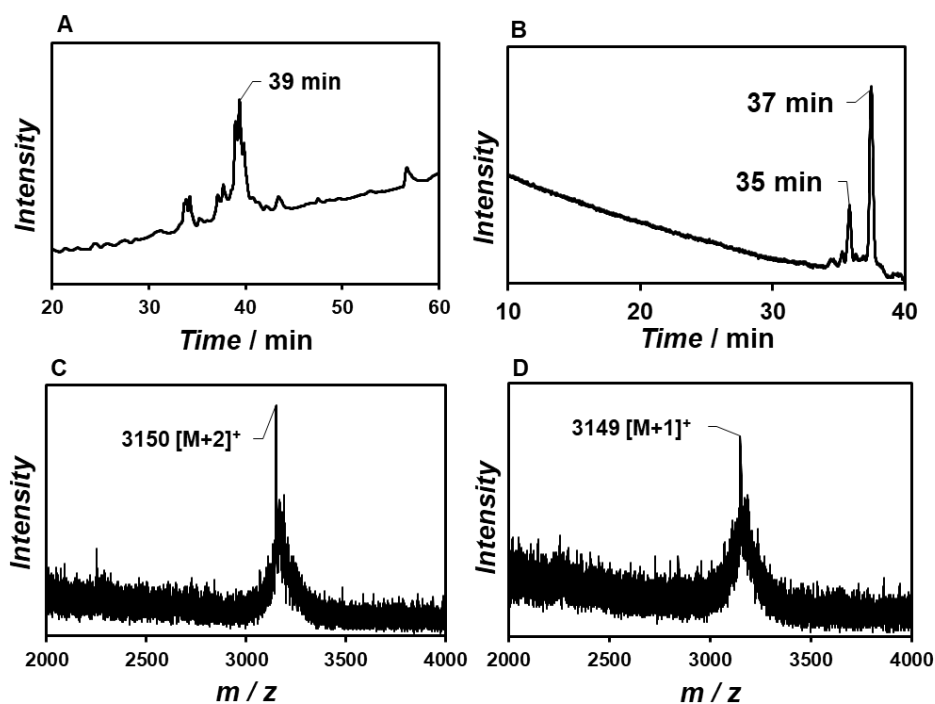 A
39 min
Intensity
20 30 40 50 60
Time / min
B
37 min
35 min
Intensity
10 20 30 40
Time / min
C
3150 [M+2]+
Intensity
2000 2500 3000 3500 4000
m / z
D
3149 [M+1]+
Intensity
2000 2500 3000 3500 4000
m / z